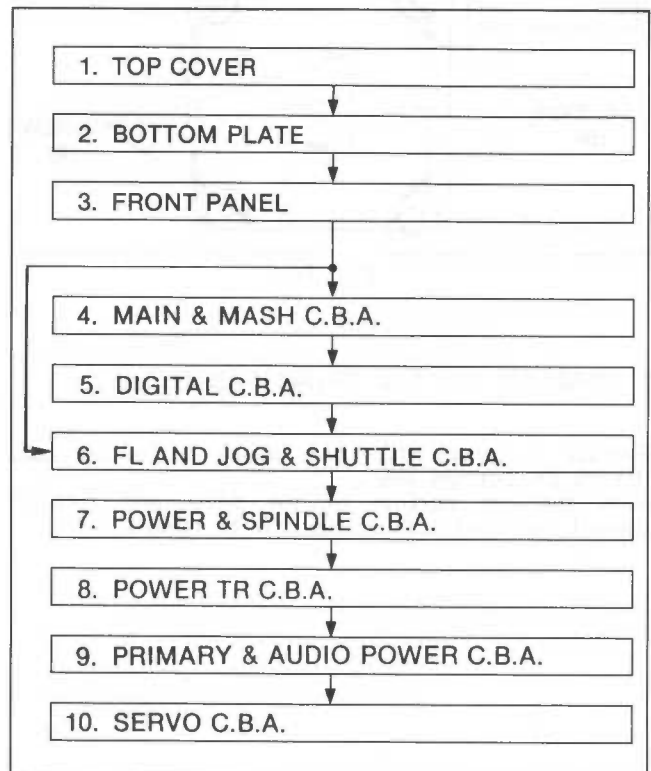 1. TOP COVER
2. BOTTOM PLATE
3. FRONT PANEL
4. MAIN & MASH C.B.A.
5. DIGITAL C.B.A.
6. FL AND JOG & SHUTTLE C.B.A.
7. POWER & SPINDLE C.B.A.
8. POWER TR C.B.A.
9. PRIMARY & AUDIO POWER C.B.A.
10. SERVO C.B.A.